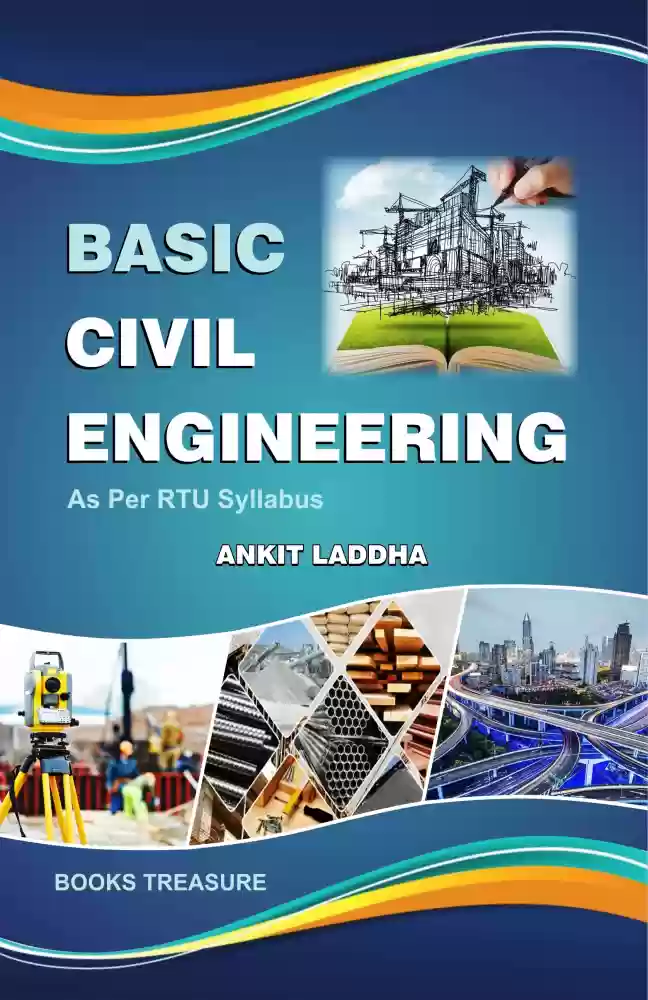 BASIC
CIVIL
ENGINEERING
As Per RTU Syllabus
ANKIT LADDHA
BOOKS TREASURE